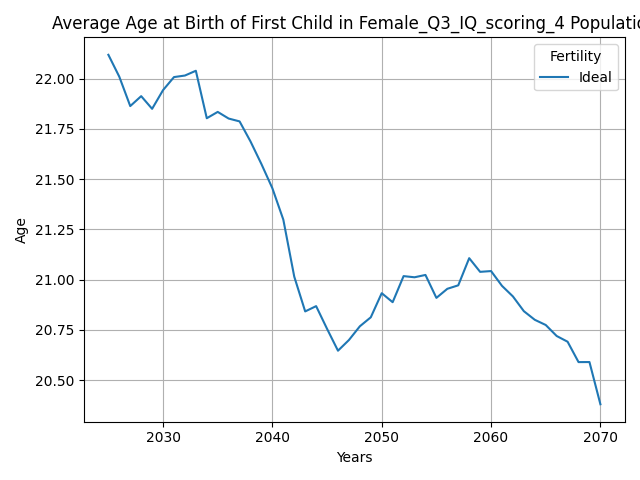 Average Age at Birth of First Child in Female_Q3_IQ_scoring_4 Populatio
Fertility
Ideal
22.00
21.75
21.50
21.25
21.00
20.75
20.50
Age
2030 2040 2050 2060 2070
Years